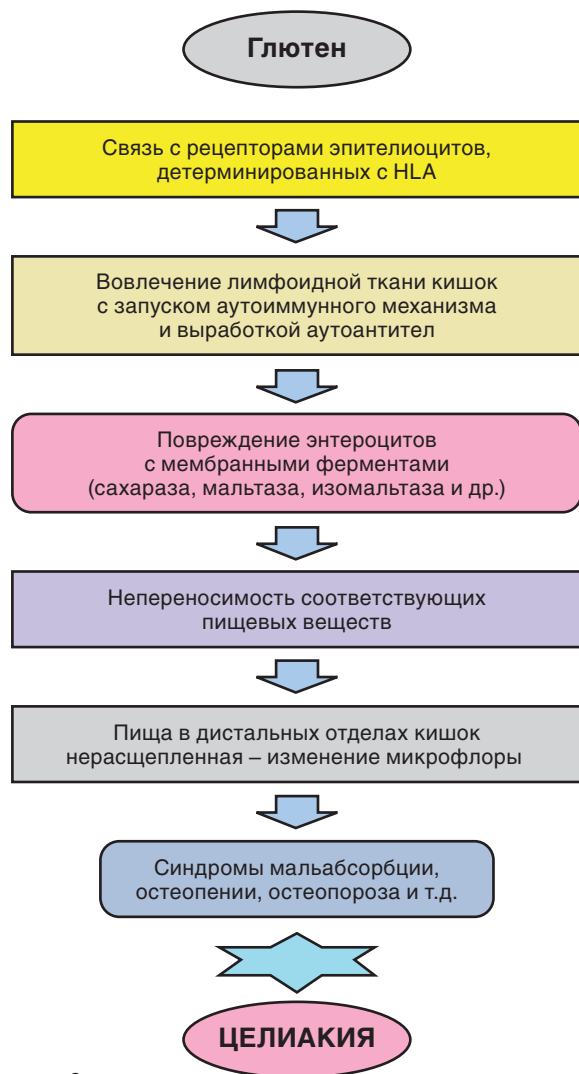 Глютен
Связь с рецепторами эпителиоцитов,
детерминированных с HLA
Вовлечение лимфоидной ткани кишок
с запуском аутоиммунного механизма
и выработкой аутоантител
Повреждение энтероцитов
с мембранными ферментами
(сахараза, мальтаза, изомальтаза и др.)
Непереносимость соответствующих
пищевых веществ
Пища в дистальных отделах кишок
нерасщепленная – изменение микрофлоры
Синдромы мальабсорбции,
остеопении, остеопороза и т.д.
ЦЕЛИАКИЯ